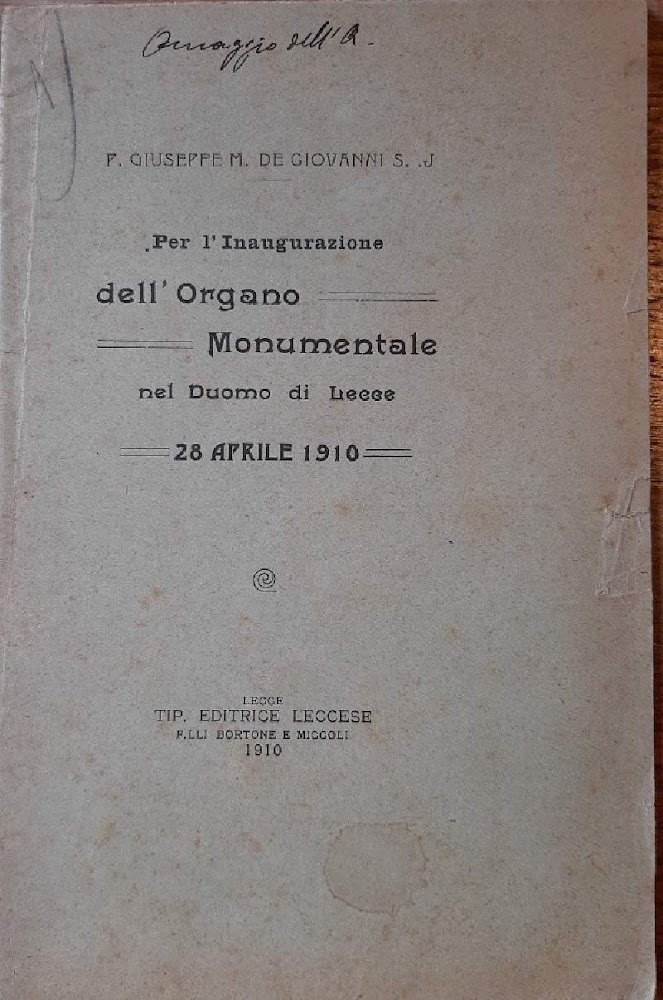 Omaggio dell'A.
P. GIUSEPPE M. DE GIOVANNI S. .J
Per l'Inaugurazione
dell'Organo
Monumentale
nel Duomo di Lecce
28 APRILE 1910
LECCE
TIP. EDITRICE LECCESE
F.LLI BORTONE E MICCOLI
1910